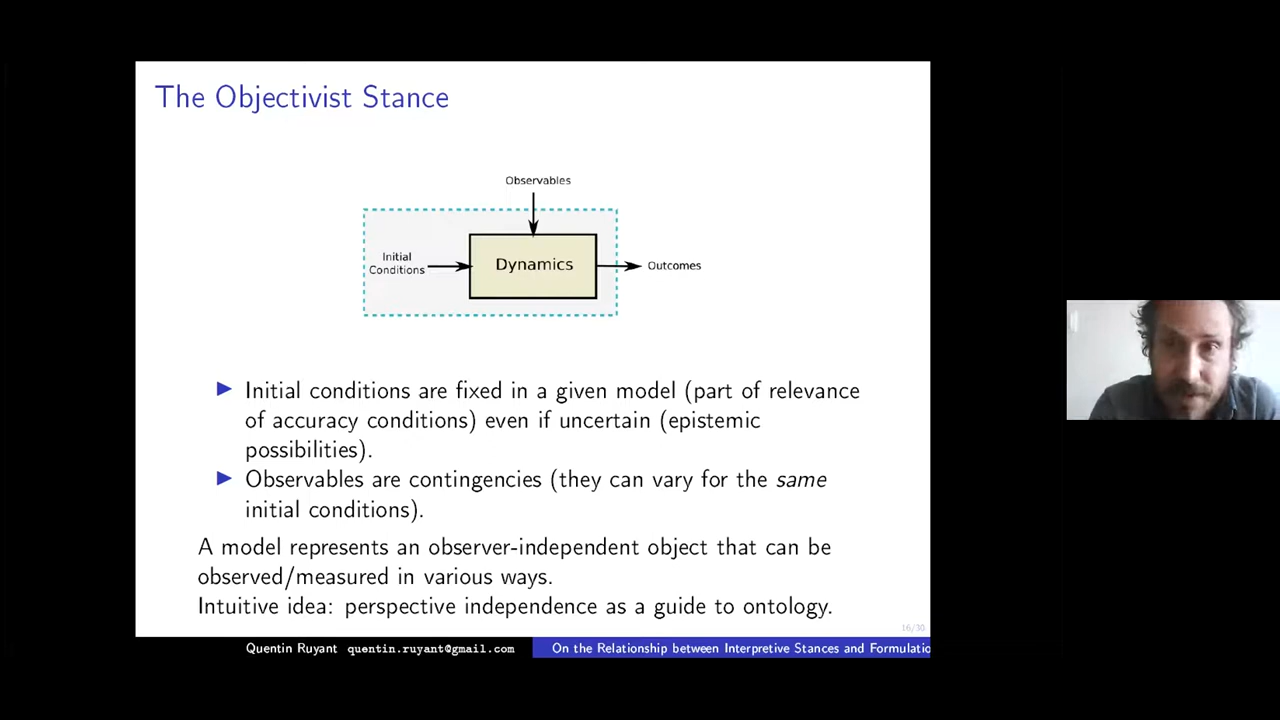 The Objectivist Stance
Observables
Initial
Conditions
Dynamics
Outcomes
Initial conditions are fixed in a given model (part of relevance
of accuracy conditions) even if uncertain (epistemic
possibilities).
Observables are contingencies (they can vary for the same
initial conditions).
A model represents an observer-independent object that can be
observed/measured in various ways.
Intuitive idea: perspective independence as a guide to ontology.
16/30
Quentin Ruyant quentin.ruyant@gmail.com
On the Relationship between Interpretive Stances and Formulatio